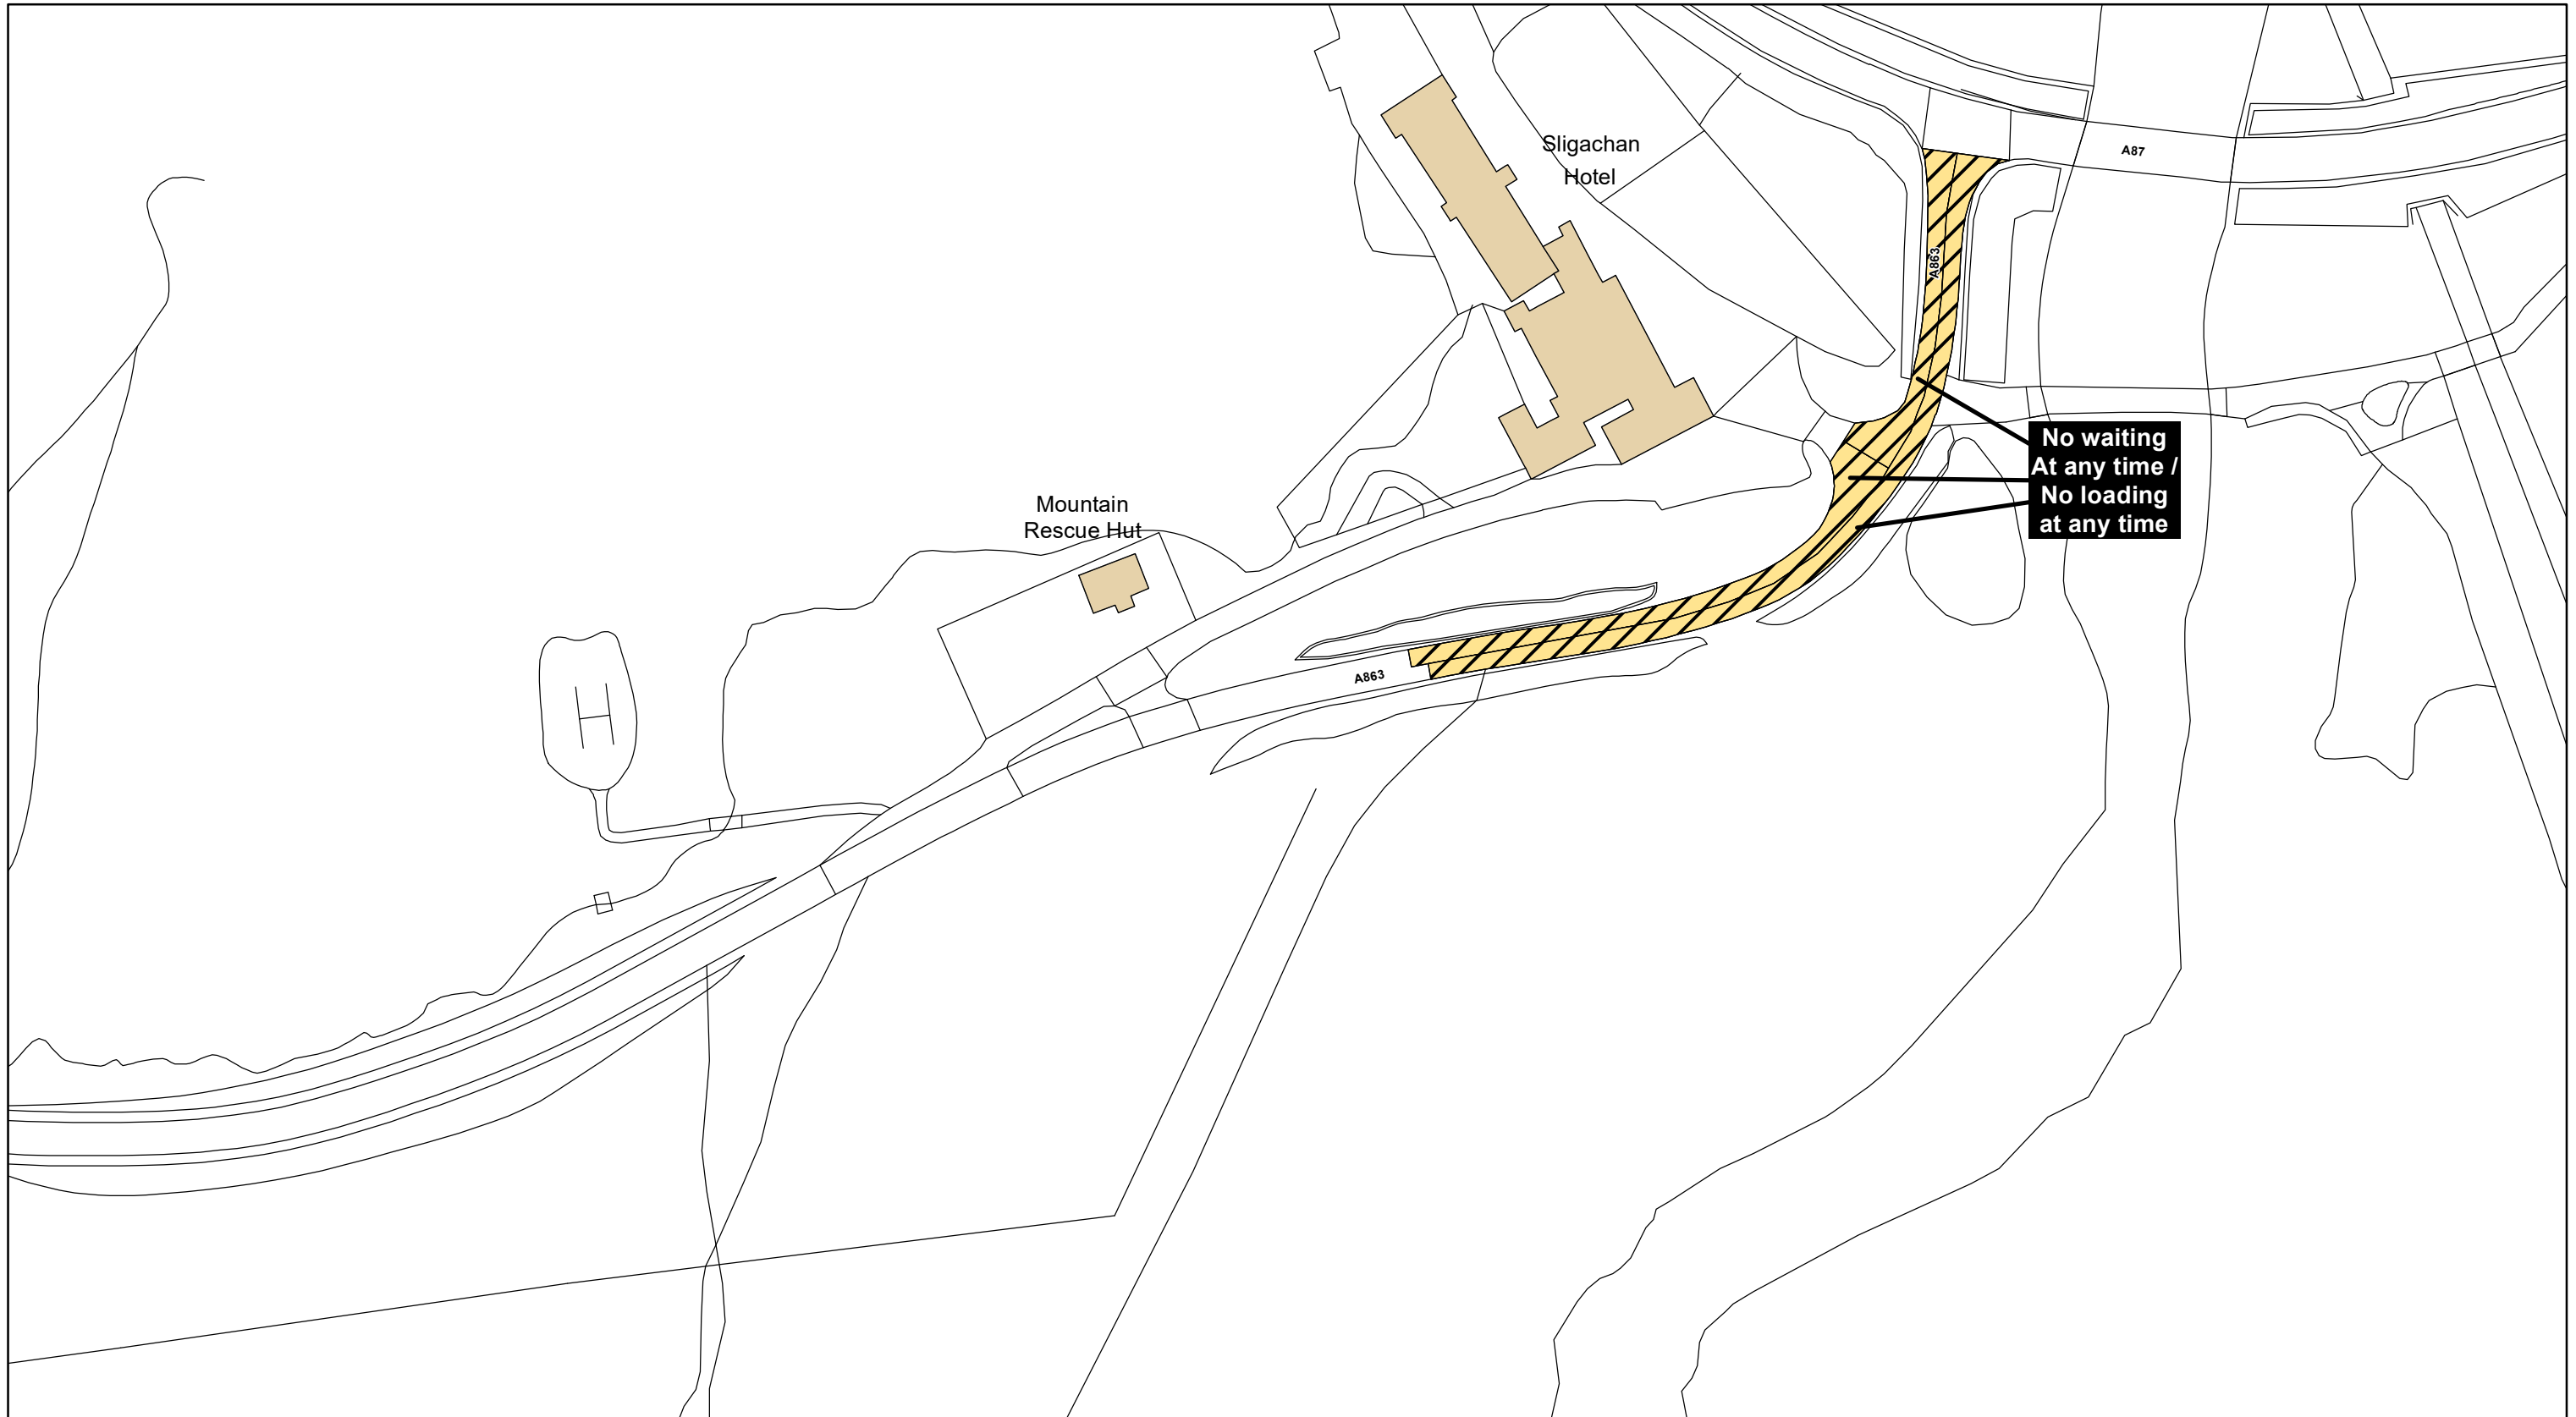 Sligachan
Hotel
A87
A863
No waiting
At any time /
No loading
at any time
Mountain
Rescue Hut
A863
H